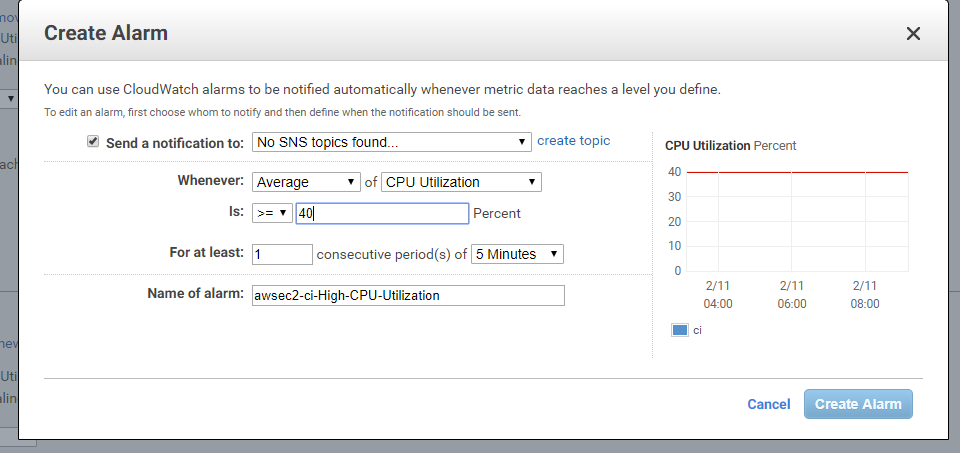 Create Alarm
You can use CloudWatch alarms to be notified automatically whenever metric data reaches a level you define.
To edit an alarm, first choose whom to notify and then define when the notification should be sent.
Send a notification to: No SNS topics found... create topic
Whenever: Average of CPU Utilization
Is: >= 40 Percent
For at least: 1 consecutive period(s) of 5 Minutes
Name of alarm: awsec2-ci-High-CPU-Utilization
CPU Utilization Percent
40
30
20
10
0
2/11 2/11 2/11
04:00 06:00 08:00
ci
Cancel Create Alarm